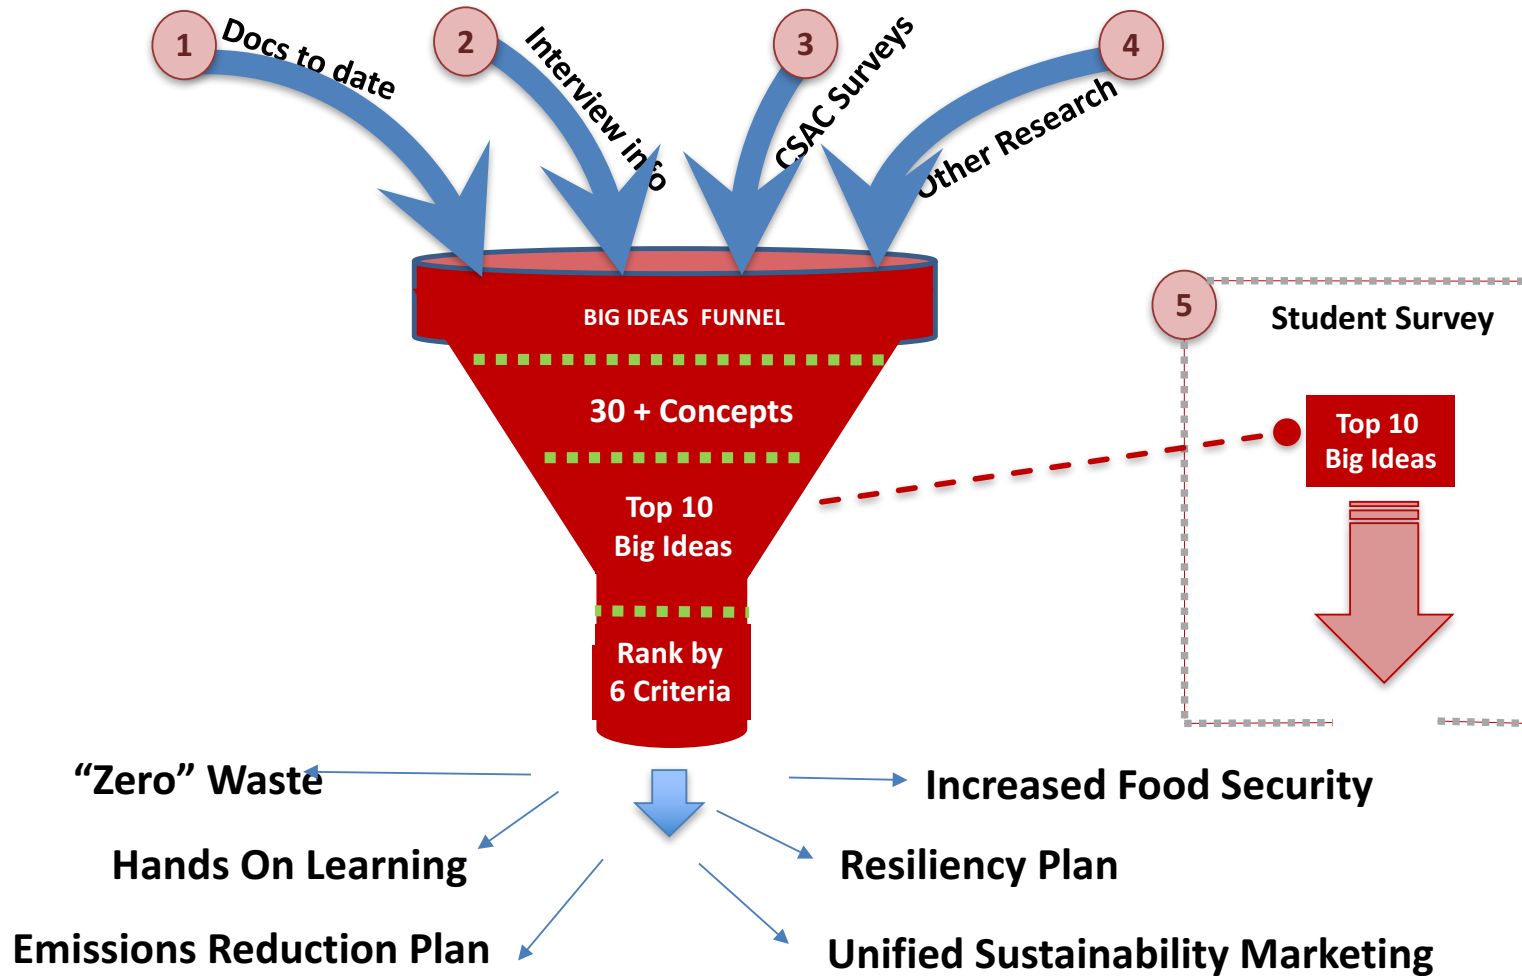 1
Docs to date
2
Interview info
3
CSAC Surveys
4
Other Research
BIG IDEAS FUNNEL
30 + Concepts
Top 10
Big Ideas
Rank by
6 Criteria
5
Student Survey
Top 10
Big Ideas
“Zero” Waste
Increased Food Security
Hands On Learning
Resiliency Plan
Emissions Reduction Plan
Unified Sustainability Marketing